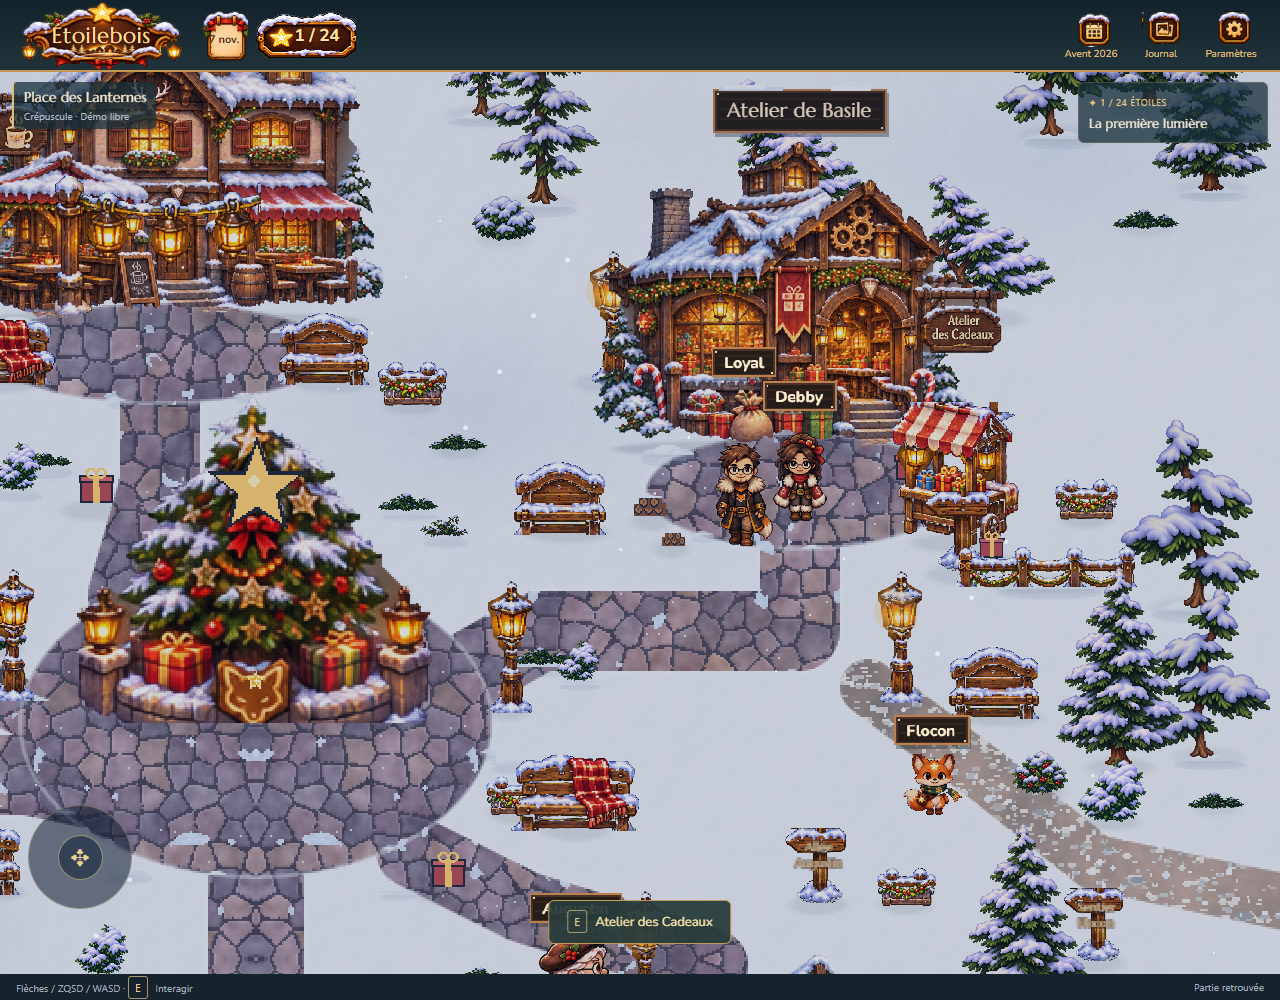 Étoilebois
7 nov.
1 / 24
Avent 2026
Journal
Paramètres
Place des Lanternes
Crépuscule · Démo libre
Atelier de Basile
✦ 1 / 24 ÉTOILES
La première lumière
Atelier
des Cadeaux
Loyal
Debby
Flocon
E Atelier des Cadeaux
Flèches / ZQSD / WASD · E Interagir
Partie retrouvée